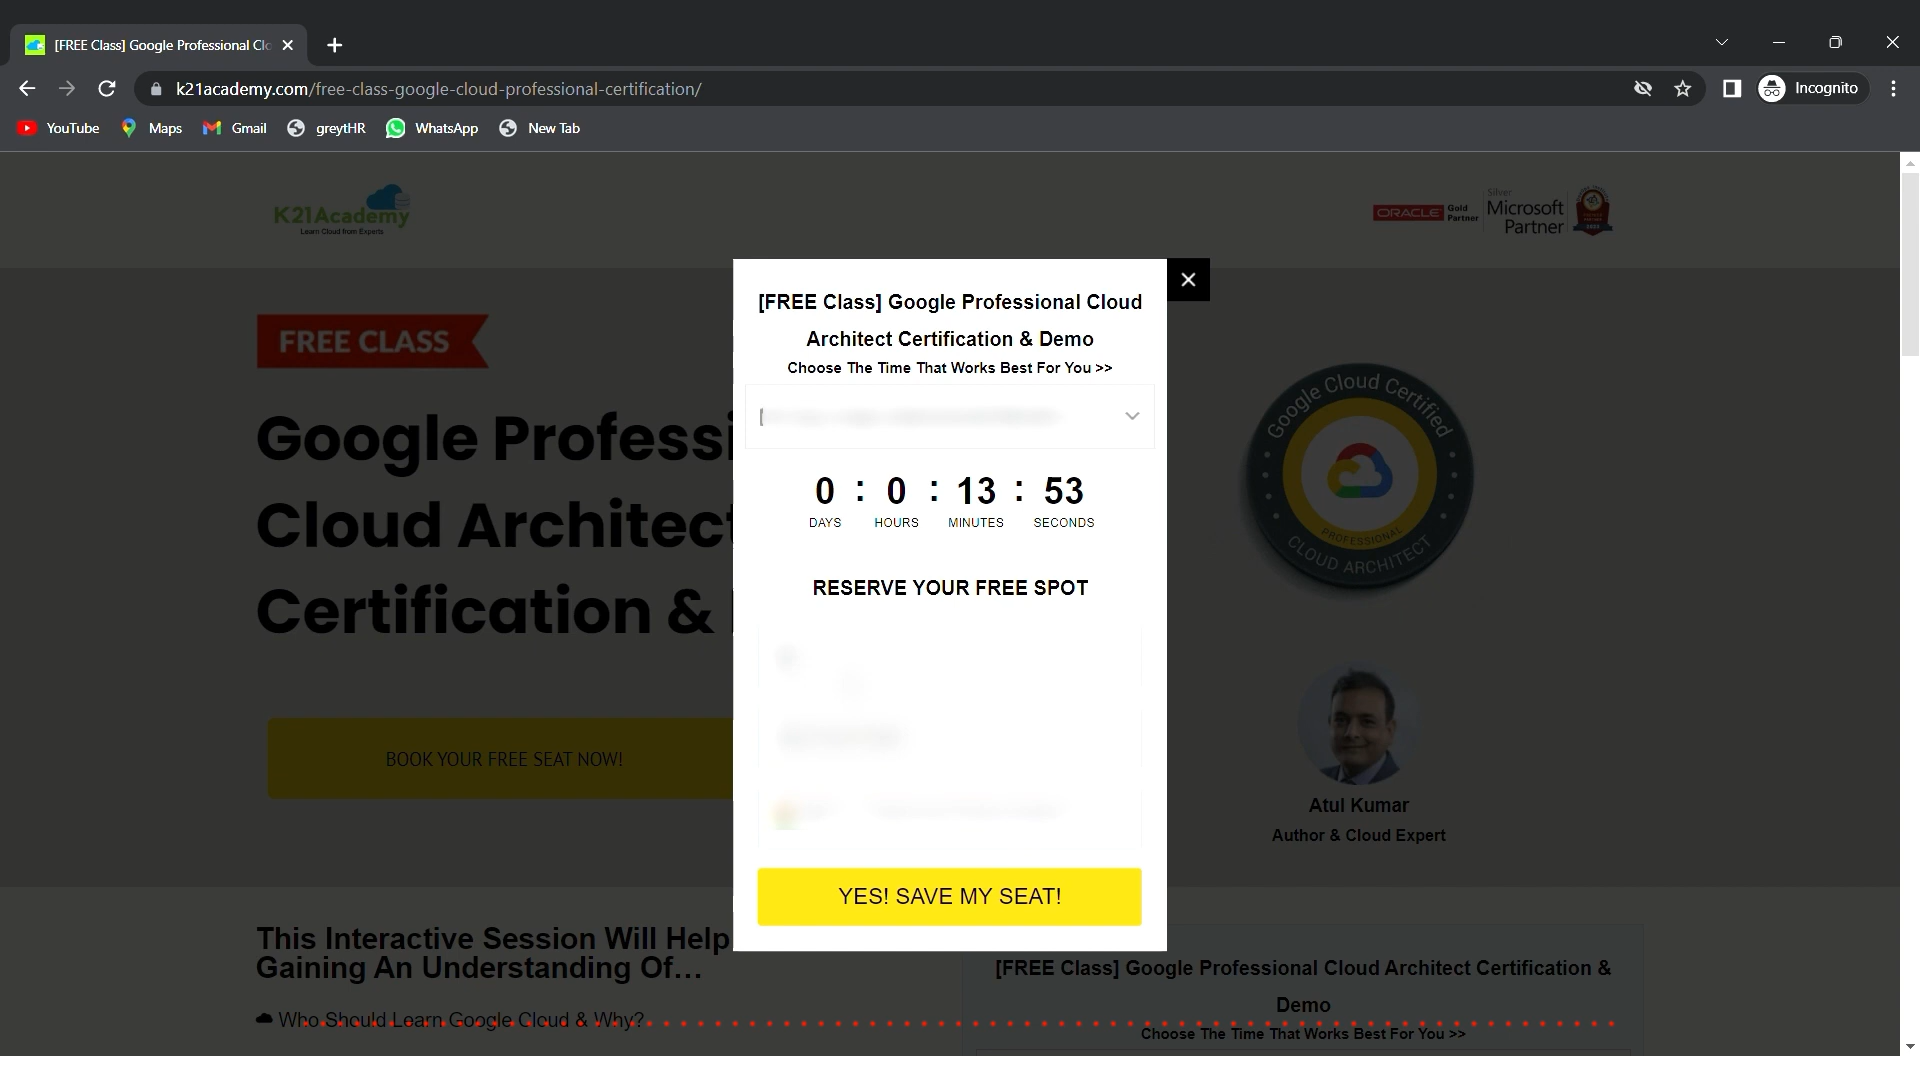 [FREE Class] Google Professional Clo
k21academy.com/free-class-google-cloud-professional-certification/
Incognito
YouTube
Maps
Gmail
greytHR
WhatsApp
New Tab
K21Academy
Learn Cloud from Experts
ORACLE Gold Partner
Silver
Microsoft
Partner
FREE CLASS
Google Professi
Cloud Architect
Certification &
BOOK YOUR FREE SEAT NOW!
[FREE Class] Google Professional Cloud
Architect Certification & Demo
Choose The Time That Works Best For You >>
0 : 0 : 13 : 53
DAYS HOURS MINUTES SECONDS
RESERVE YOUR FREE SPOT
YES! SAVE MY SEAT!
Google Cloud Certified
PROFESSIONAL
CLOUD ARCHITECT
Atul Kumar
Author & Cloud Expert
This Interactive Session Will Help
Gaining An Understanding Of...
Who Should Learn Google Cloud & Why?
[FREE Class] Google Professional Cloud Architect Certification &
Demo
Choose The Time That Works Best For You >>